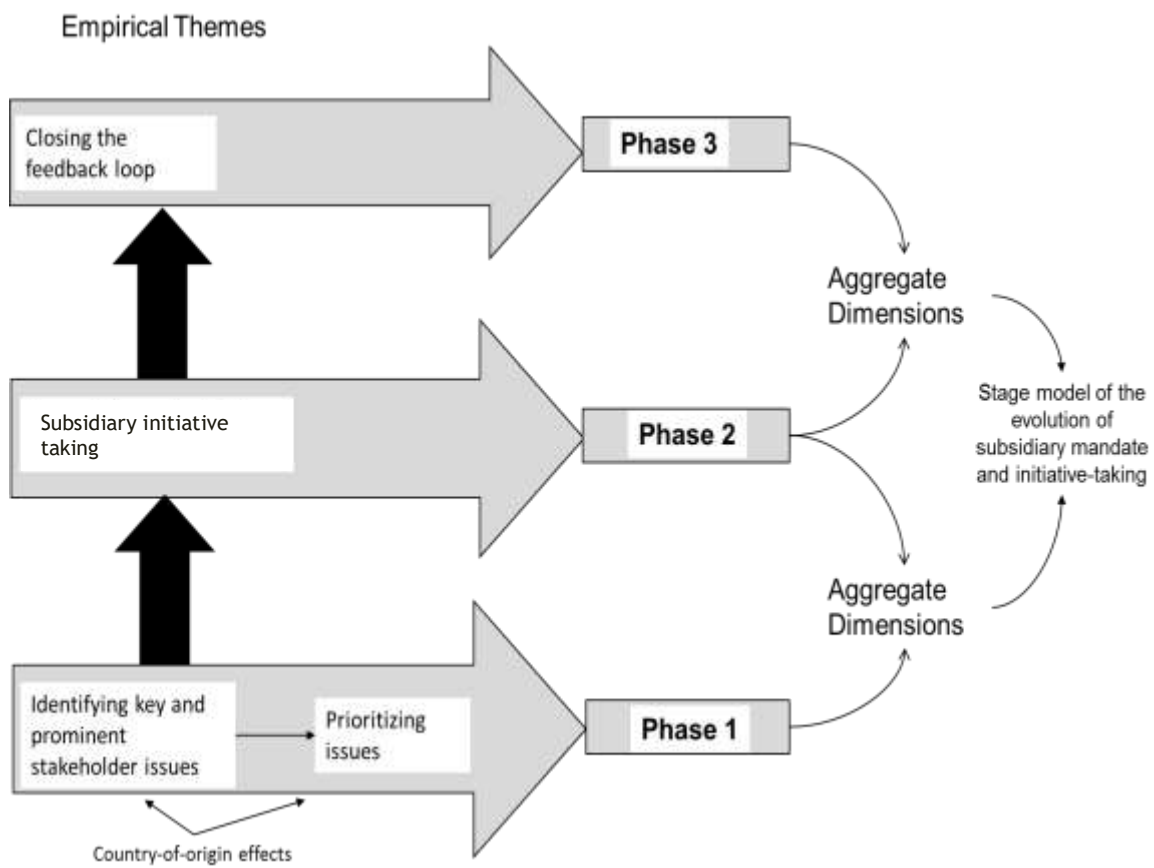 Empirical Themes
Closing the
feedback loop
Phase 3
Aggregate
Dimensions
Subsidiary initiative
taking
Phase 2
Stage model of the
evolution of
subsidiary mandate
and initiative-taking
Aggregate
Dimensions
Identifying key and
prominent
stakeholder issues
Prioritizing
issues
Phase 1
Country-of-origin effects